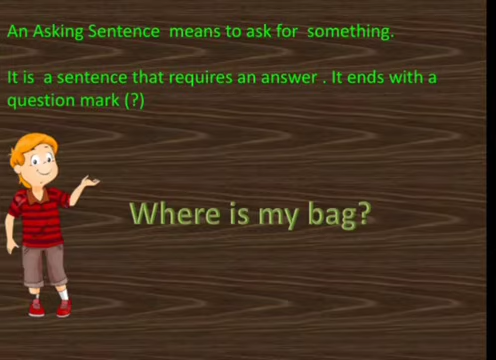 An Asking Sentence means to ask for something.
It is a sentence that requires an answer . It ends with a
question mark (?)
Where is my bag?